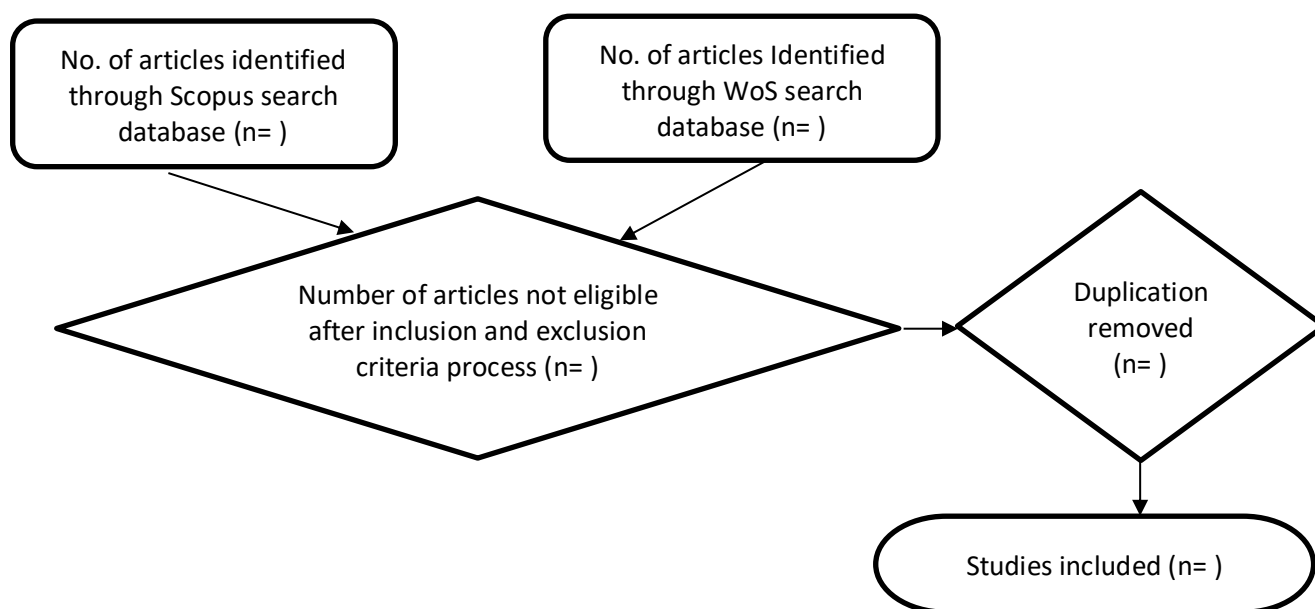 No. of articles identified
through Scopus search
database (n= )
No. of articles Identified
through WoS search
database (n= )
Number of articles not eligible
after inclusion and exclusion
criteria process (n= )
Duplication
removed
(n= )
Studies included (n= )